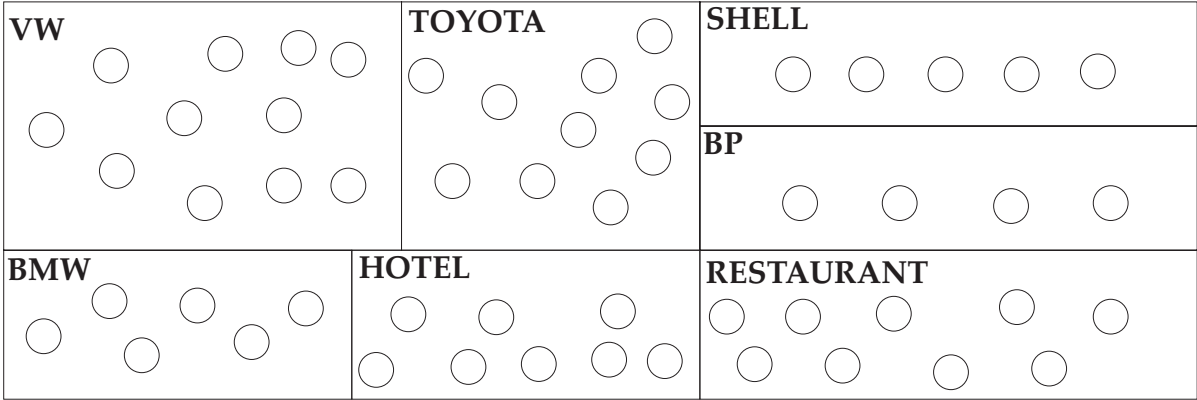 VW
TOYOTA
SHELL
BP
BMW
HOTEL
RESTAURANT